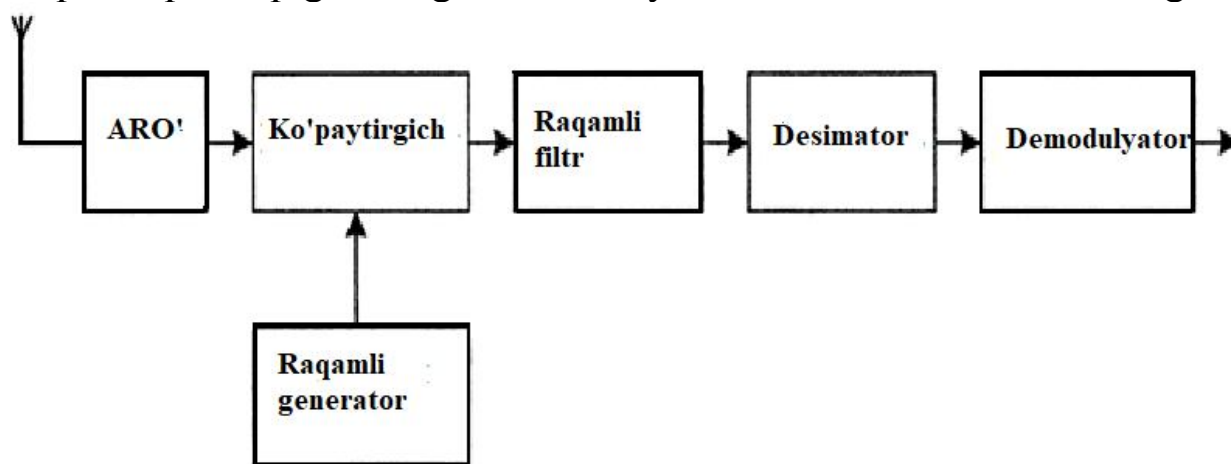 ARO'
Ko'paytirgich
Raqamli
filtr
Desimator
Demodulyator
Raqamli
generator